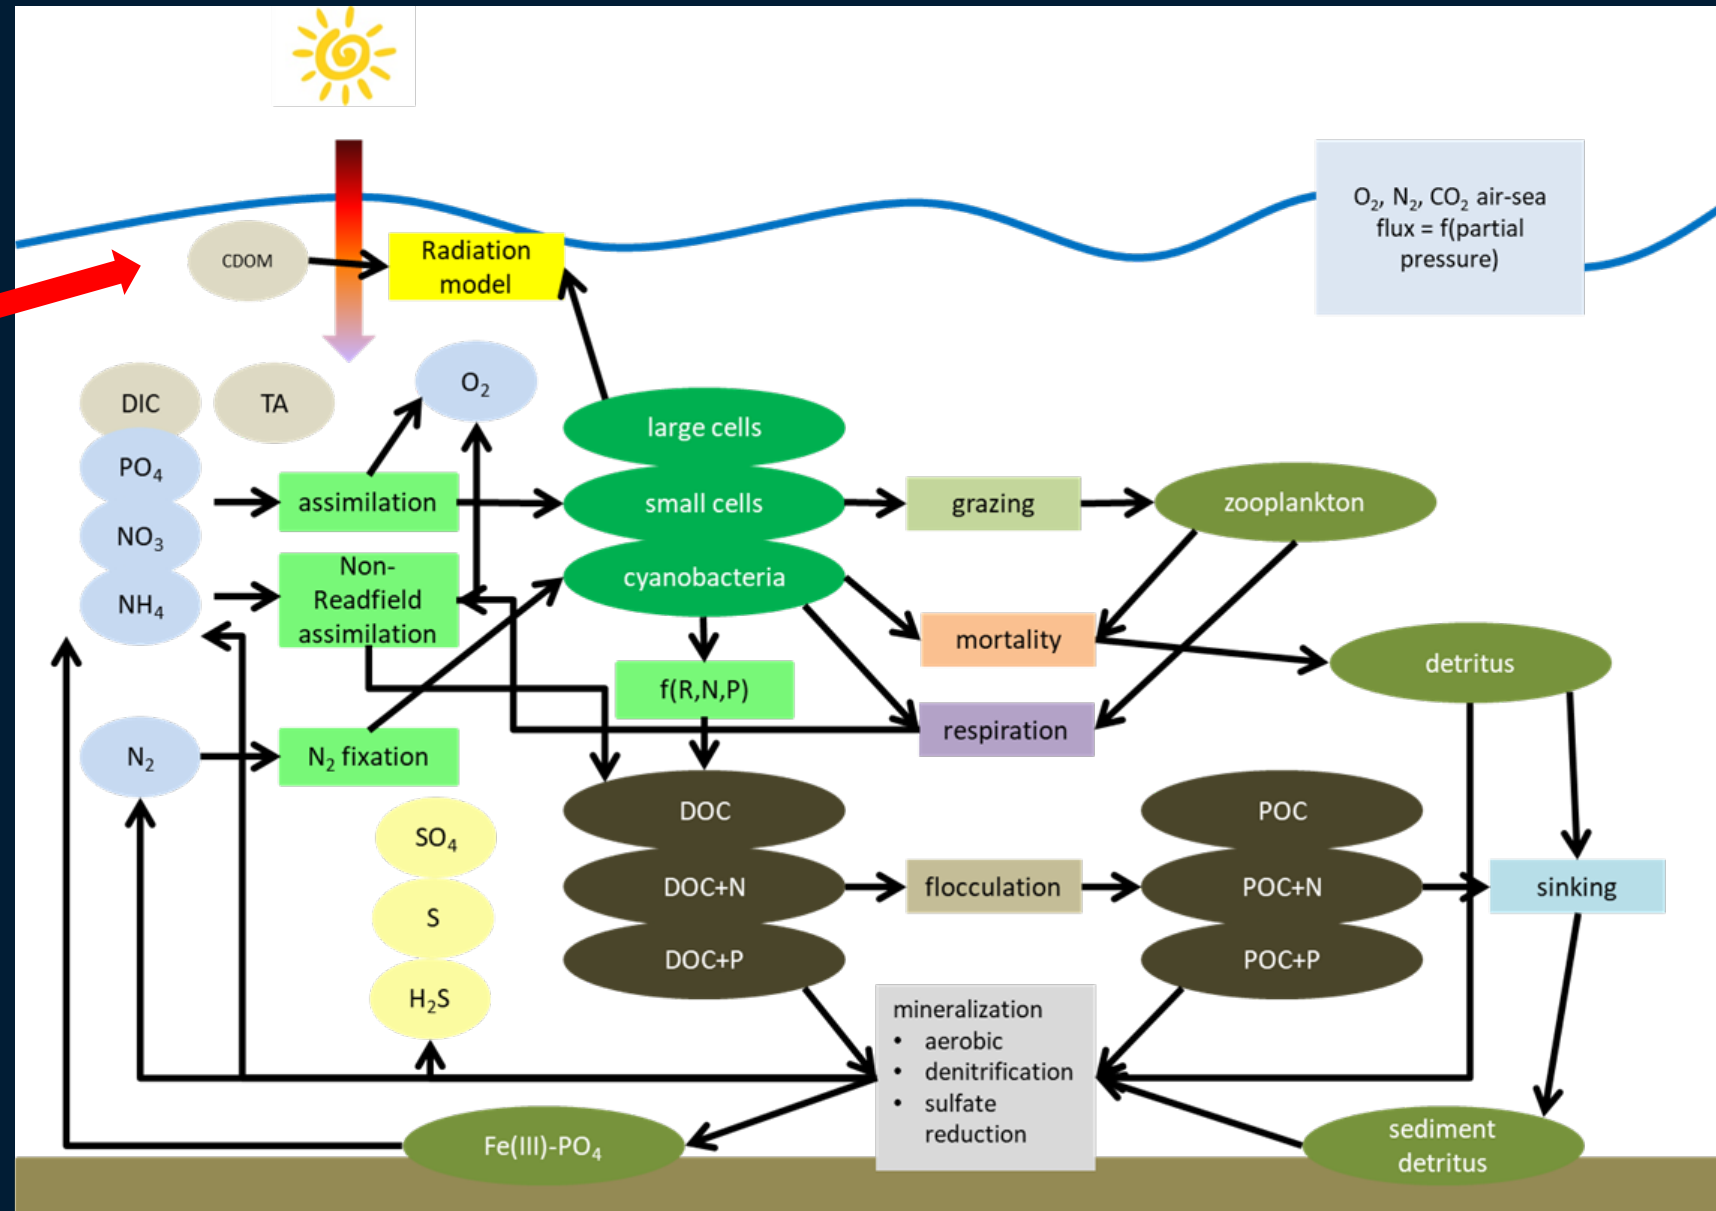 O₂, N₂, CO₂ air-sea
flux = f(partial
pressure)
CDOM
Radiation
model
DIC
TA
O₂
large cells
PO₄
assimilation
small cells
grazing
zooplankton
NO₃
Non-
Readfield
assimilation
cyanobacteria
NH₄
mortality
detritus
f(R,N,P)
respiration
N₂
N₂ fixation
SO₄
DOC
POC
S
DOC+N
flocculation
POC+N
sinking
DOC+P
POC+P
H₂S
mineralization
• aerobic
• denitrification
• sulfate
reduction
Fe(III)-PO₄
sediment
detritus